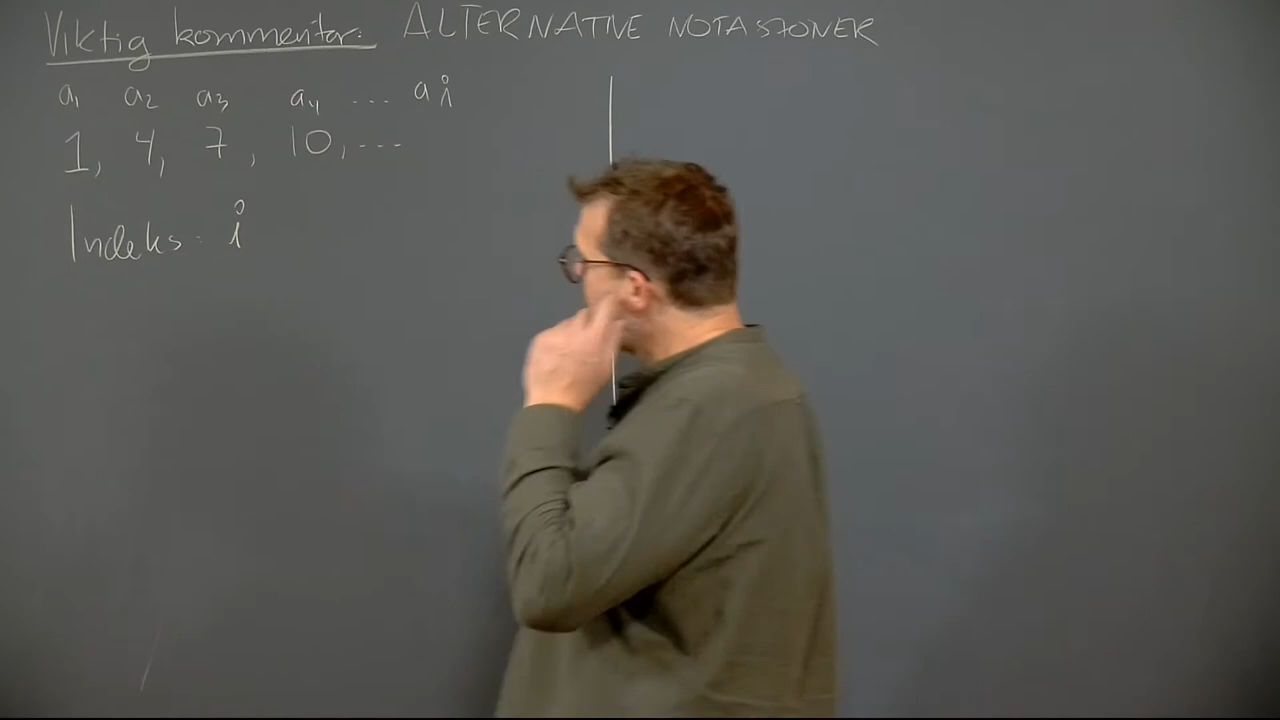 Viktig kommentar: ALTERNATIVE NOTASJONER
a₁ a₂ a₃ a₄ ... aᵢ
1, 4, 7, 10, ...
Indeks: i